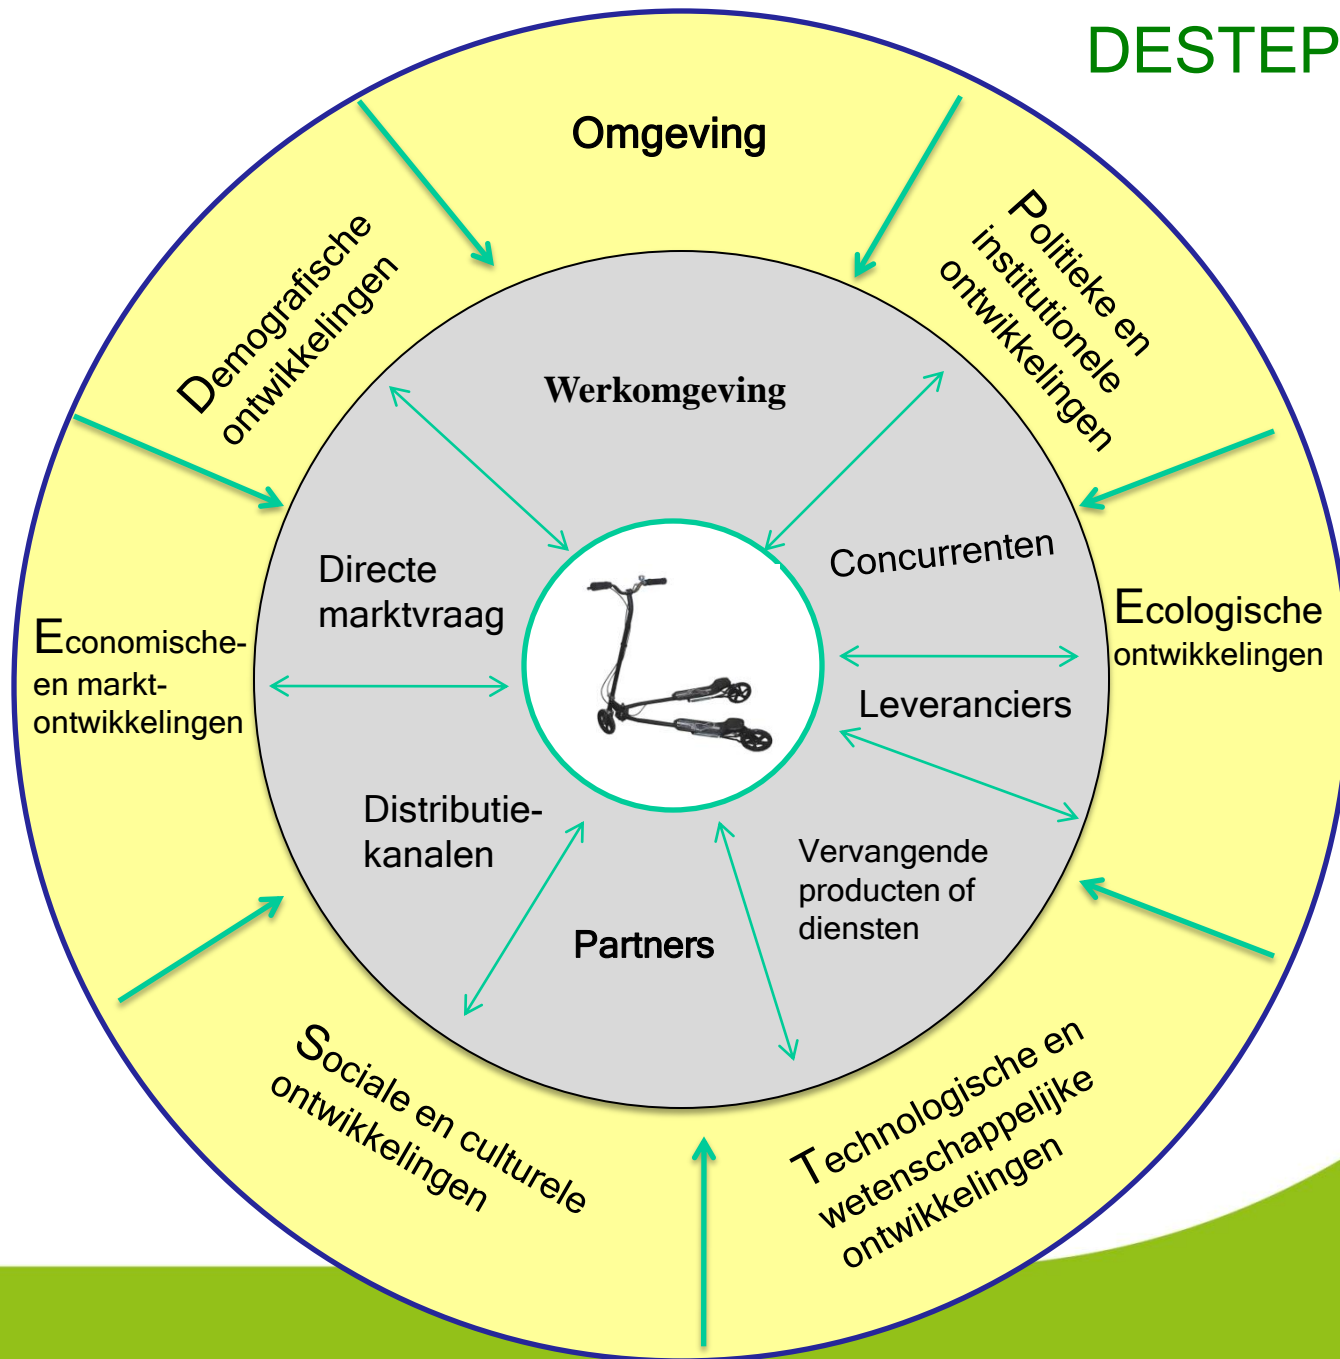 DESTEP
Omgeving
Demografische
ontwikkelingen
Politieke en
institutionele
ontwikkelingen
Werkomgeving
Directe
marktvraag
Concurrenten
Economische-
en markt-
ontwikkelingen
Ecologische
ontwikkelingen
Leveranciers
Distributie-
kanalen
Vervangende
producten of
diensten
Partners
Sociale en culturele
ontwikkelingen
Technologische en
wetenschappelijke
ontwikkelingen